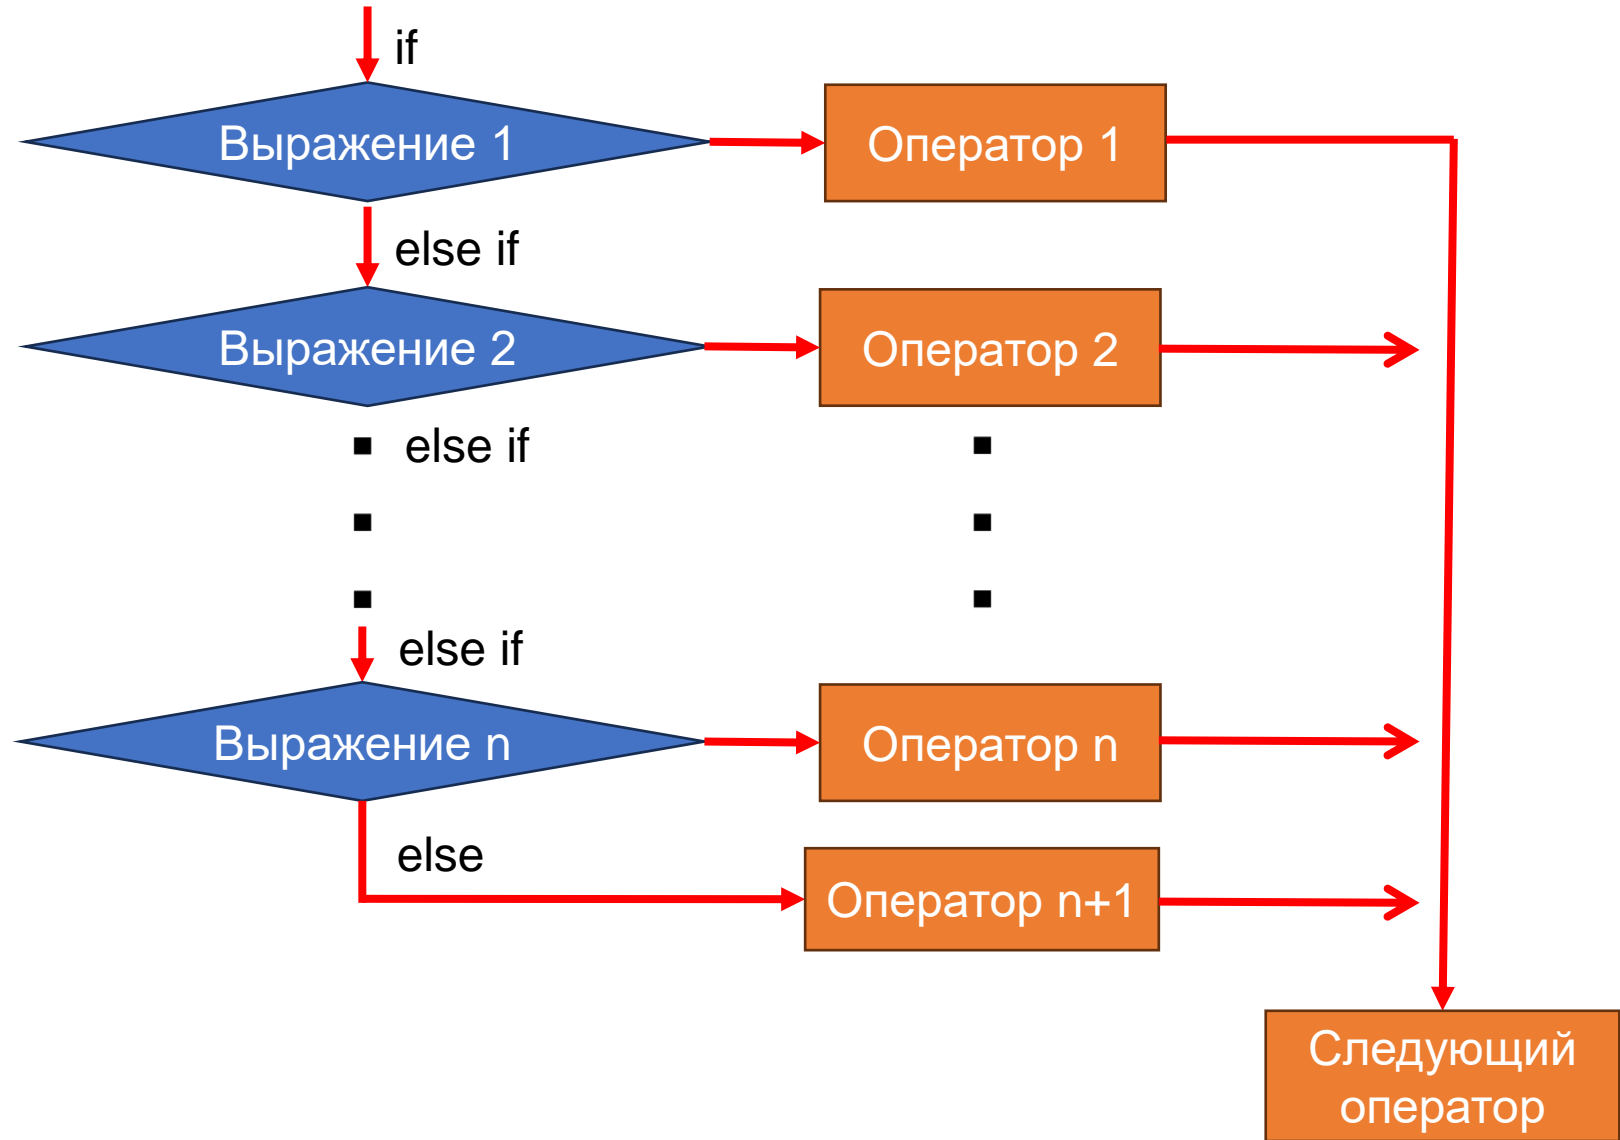 if
Выражение 1
Оператор 1
else if
Выражение 2
Оператор 2
else if
else if
Выражение n
Оператор n
else
Оператор n+1
Следующий
оператор